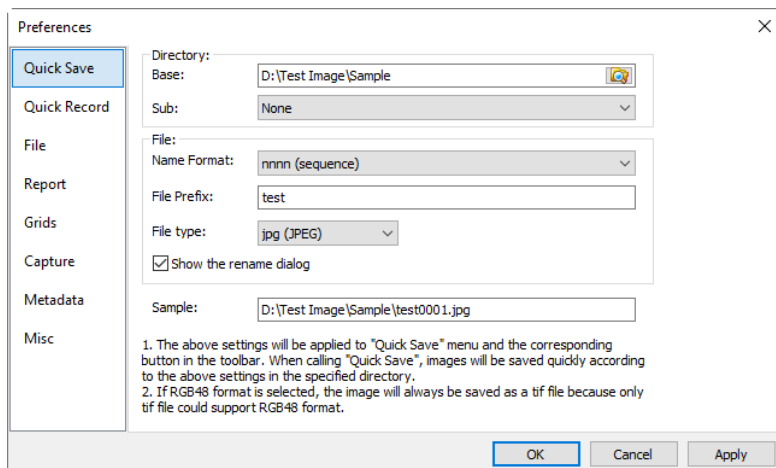 Preferences
Quick Save
Quick Record
File
Report
Grids
Capture
Metadata
Misc
Directory:
Base: D:\Test Image\Sample
Sub: None
File:
Name Format: nnnn (sequence)
File Prefix: test
File type: jpg (JPEG)
Show the rename dialog
Sample: D:\Test Image\Sample\test0001.jpg
1. The above settings will be applied to "Quick Save" menu and the corresponding
button in the toolbar. When calling "Quick Save", images will be saved quickly according
to the above settings in the specified directory.
2. If RGB48 format is selected, the image will always be saved as a tif file because only
tif file could support RGB48 format.
OK Cancel Apply